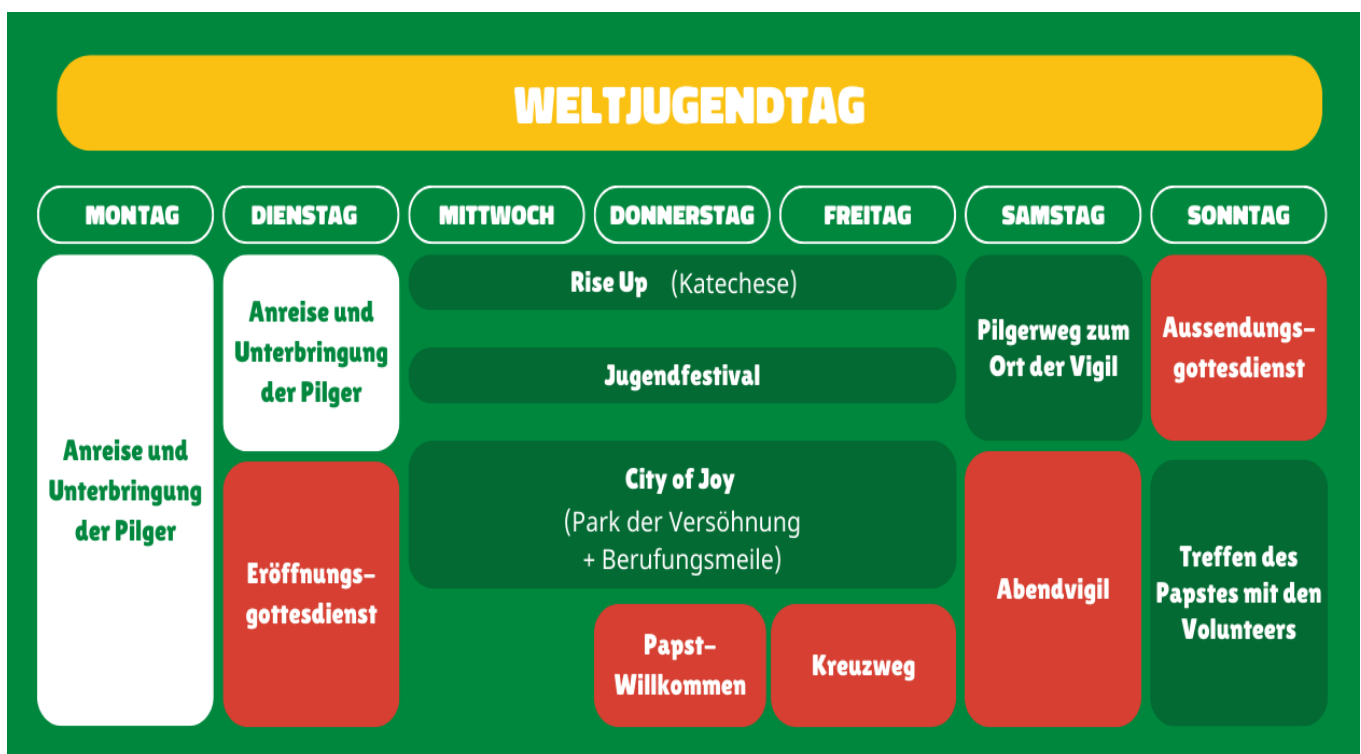 WELTJUGENDTAG
MONTAG
DIENSTAG
MITTWOCH
DONNERSTAG
FREITAG
SAMSTAG
SONNTAG
Anreise und
Unterbringung
der Pilger
Anreise und
Unterbringung
der Pilger
Eröffnungs-
gottesdienst
Rise Up (Katechese)
Jugendfestival
City of Joy
(Park der Versöhnung
+ Berufungsmeile)
Papst-
Willkommen
Kreuzweg
Pilgerweg zum
Ort der Vigil
Abendvigil
Aussendungs-
gottesdienst
Treffen des
Papstes mit den
Volunteers